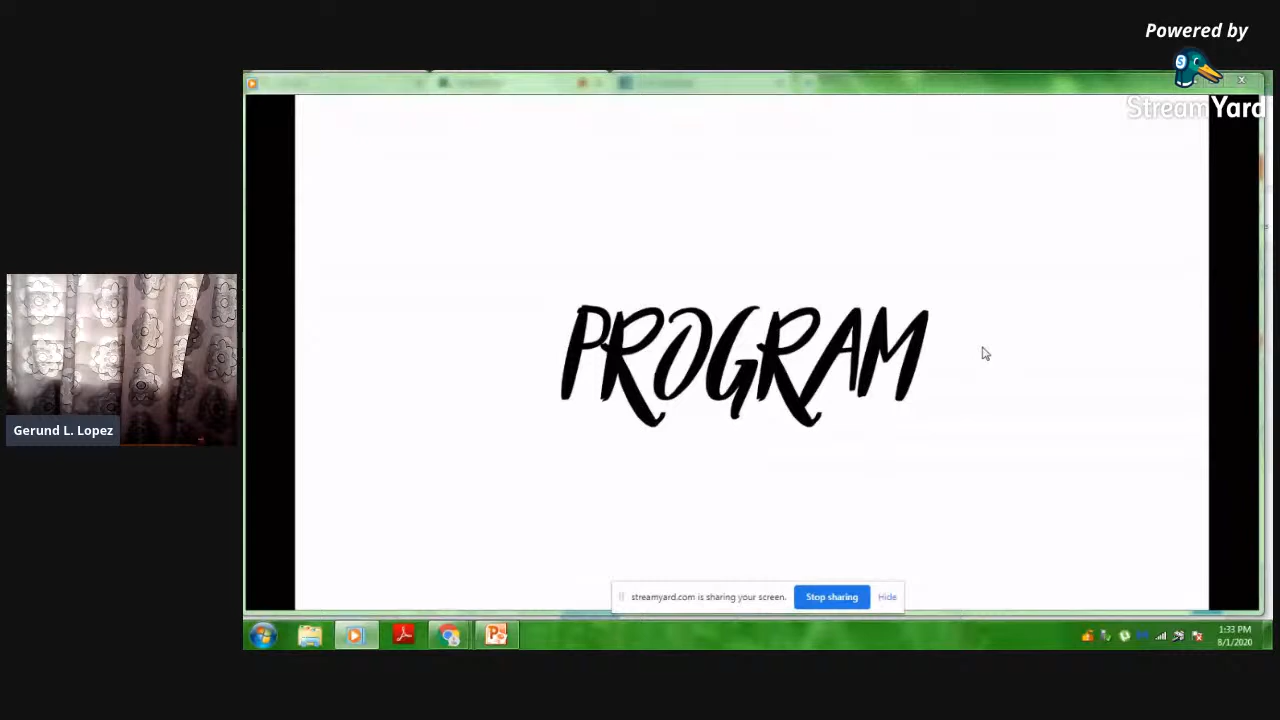 Powered by
StreamYard
PROGRAM
Gerund L. Lopez
streamyard.com is sharing your screen. Stop sharing Hide
1:33 PM
8/1/2020